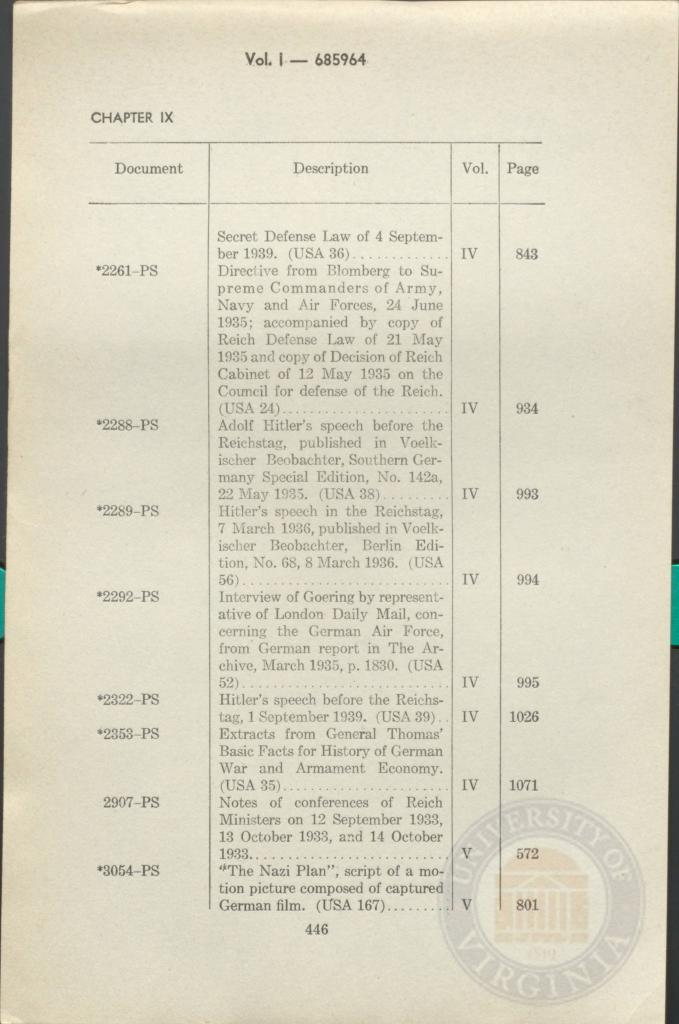 Vol. I — 685964
CHAPTER IX
Document Description Vol. Page
Secret Defense Law of 4 Septem-
ber 1939. (USA 36)............. IV 843
*2261–PS Directive from Blomberg to Su-
preme Commanders of Army,
Navy and Air Forces, 24 June
1935; accompanied by copy of
Reich Defense Law of 21 May
1935 and copy of Decision of Reich
Cabinet of 12 May 1935 on the
Council for defense of the Reich.
(USA 24)........................ IV 934
*2288–PS Adolf Hitler's speech before the
Reichstag, published in Voelk-
ischer Beobachter, Southern Ger-
many Special Edition, No. 142a,
22 May 1935. (USA 38).......... IV 993
*2289–PS Hitler's speech in the Reichstag,
7 March 1936, published in Voelk-
ischer Beobachter, Berlin Edi-
tion, No. 68, 8 March 1936. (USA
56).............................. IV 994
*2292–PS Interview of Goering by represent-
ative of London Daily Mail, con-
cerning the German Air Force,
from German report in The Ar-
chive, March 1935, p. 1830. (USA
52).............................. IV 995
*2322–PS Hitler's speech before the Reichs-
tag, 1 September 1939. (USA 39).. IV 1026
*2353–PS Extracts from General Thomas'
Basic Facts for History of German
War and Armament Economy.
(USA 35)........................ IV 1071
2907–PS Notes of conferences of Reich
Ministers on 12 September 1933,
13 October 1933, and 14 October
1933............................. V 572
*3054–PS "The Nazi Plan", script of a mo-
tion picture composed of captured
German film. (USA 167)......... V 801
446
UNIVERSITY OF
VIRGINIA
1819